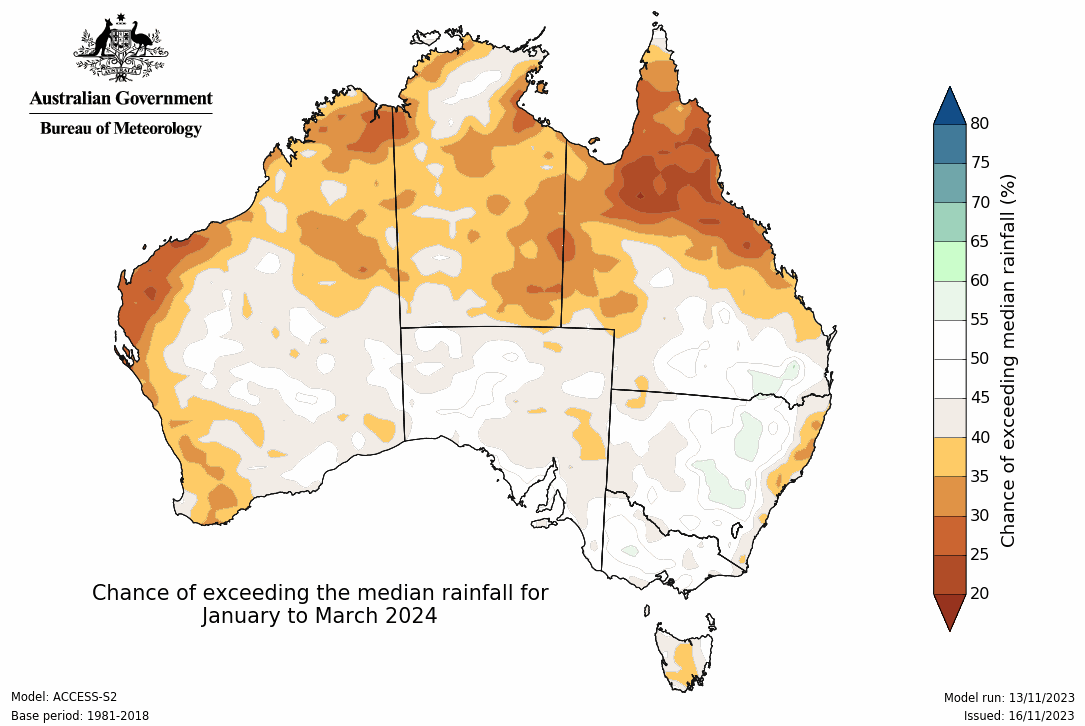 Australian Government
Bureau of Meteorology
80
75
70
65
60
55
50
45
40
35
30
25
20
Chance of exceeding median rainfall (%)
Chance of exceeding the median rainfall for
January to March 2024
Model: ACCESS-S2
Base period: 1981-2018
Model run: 13/11/2023
Issued: 16/11/2023